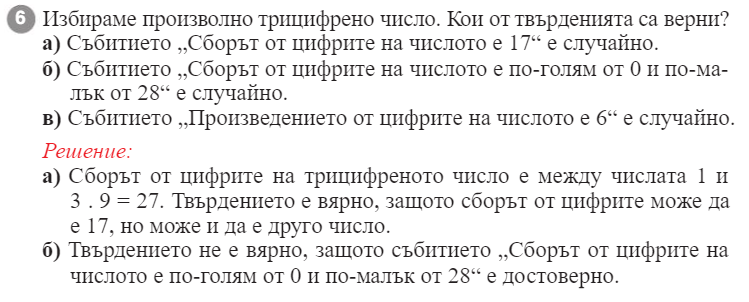 6 Избираме произволно трицифрено число. Кои от твърденията са верни?
а) Събитието „Сборът от цифрите на числото е 17“ е случайно.
б) Събитието „Сборът от цифрите на числото е по-голям от 0 и по-ма-
лък от 28“ е случайно.
в) Събитието „Произведението от цифрите на числото е 6“ е случайно.
Решение:
а) Сборът от цифрите на трицифреното число е между числата 1 и
3 . 9 = 27. Твърдението е вярно, защото сборът от цифрите може да
е 17, но може и да е друго число.
б) Твърдението не е вярно, защото събитието „Сборът от цифрите на
числото е по-голям от 0 и по-малък от 28“ е достоверно.